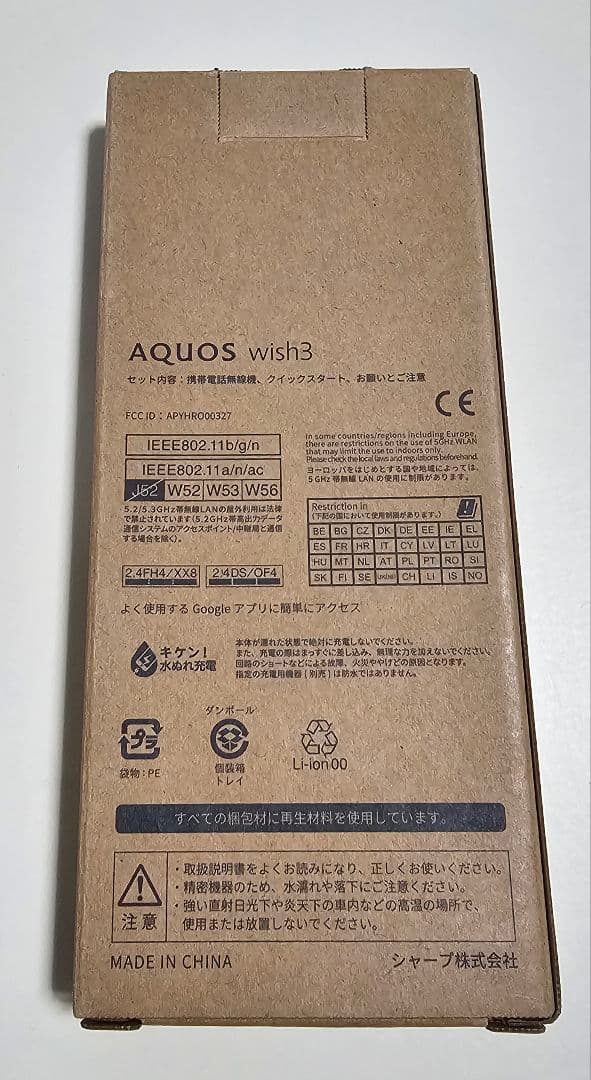 AQUOS wish3
セット内容：携帯電話無線機、クイックスタート、お願いとご注意
CE
FCC ID : APYHRO00327
IEEE802.11b/g/n
IEEE802.11a/n/ac
J52 W52 W53 W56
5.2/5.3GHz帯無線LANの屋外利用は法律
で禁止されています(5.2GHz帯高出力データ
通信システムのアクセスポイント/中継局と通信
する場合を除く)。
In some countries/regions including Europe,
there are restrictions on the use of 5GHz WLAN
that may limit the use to indoors only.
Please check the local laws and regulations beforehand.
ヨーロッパをはじめとする国や地域によっては、
5GHz帯無線LANの使用に制限があります。
Restriction in
(下記の国において使用制限があります。)
BE BG CZ DK DE EE IE EL
ES FR HR IT CY LV LT LU
HU MT NL AT PL PT RO SI
SK FI SE UK(NI) CH LI IS NO
2.4FH4/XX8 2.4DS/OF4
よく使用する Google アプリに簡単にアクセス
キケン！
水ぬれ充電
本体が濡れた状態で絶対に充電しないでください。
また、充電の際はまっすぐに差し込み、無理な力を加えないでください。
回路のショートなどによる故障、火災ややけどの原因となります。
指定の充電用機器［別売］は防水ではありません。
プラ
袋物：PE
ダンボール
個装箱
トレイ
Li-ion00
すべての梱包材に再生材料を使用しています。
注意
・取扱説明書をよくお読みになり、正しくお使いください。
・精密機器のため、水濡れや落下にご注意ください。
・強い直射日光下や炎天下の車内などの高温の場所で、
使用または放置しないでください。
MADE IN CHINA
シャープ株式会社